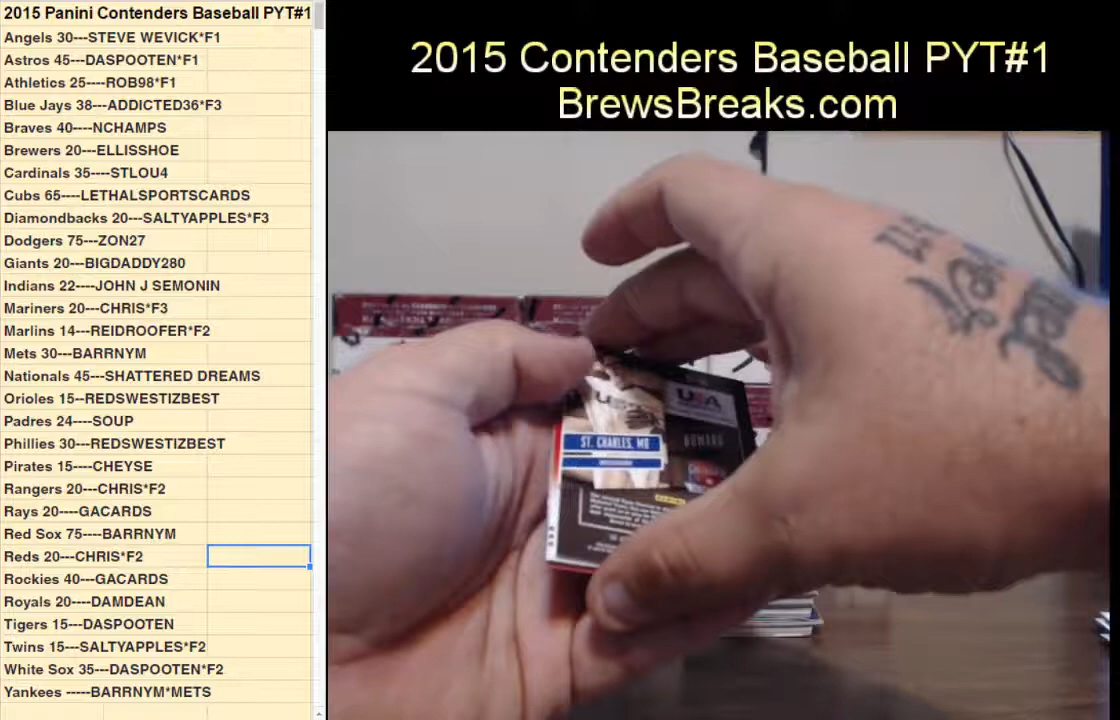 2015 Panini Contenders Baseball PYT#1
Angels 30---STEVE WEVICK*F1
Astros 45----DASPOOTEN*F1
Athletics 25----ROB98*F1
Blue Jays 38---ADDICTED36*F3
Braves 40----NCHAMPS
Brewers 20---ELLISSHOE
Cardinals 35----STLOU4
Cubs 65----LETHALSPORTSCARDS
Diamondbacks 20---SALTYAPPLES*F3
Dodgers 75---ZON27
Giants 20---BIGDADDY280
Indians 22----JOHN J SEMONIN
Mariners 20---CHRIS*F3
Marlins 14---REIDROOFER*F2
Mets 30---BARRNYM
Nationals 45----SHATTERED DREAMS
Orioles 15--REDSWESTIZBEST
Padres 24----SOUP
Phillies 30---REDSWESTIZBEST
Pirates 15----CHEYSE
Rangers 20---CHRIS*F2
Rays 20----GACARDS
Red Sox 75----BARRNYM
Reds 20---CHRIS*F2
Rockies 40---GACARDS
Royals 20----DAMDEAN
Tigers 15----DASPOOTEN
Twins 15----SALTYAPPLES*F2
White Sox 35----DASPOOTEN*F2
Yankees -----BARRNYM*METS
2015 Contenders Baseball PYT#1
BrewsBreaks.com
USA
HOWARD
ST. CHARLES, MO